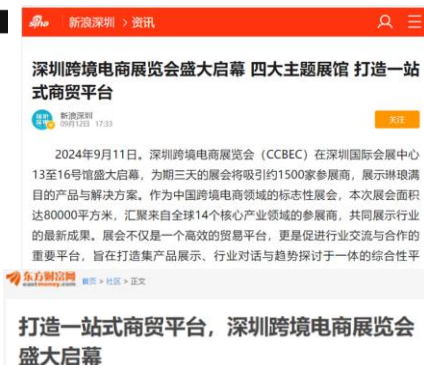 sina 新浪深圳 > 资讯
深圳跨境电商展览会盛大启幕 四大主题展馆 打造一站
式商贸平台
新浪深圳
09月12日 17:33
关注
2024年9月11日。深圳跨境电商展览会（CCBEC）在深圳国际会展中心
13至16号馆盛大启幕，为期三天的展会将吸引约1500家参展商，展示琳琅满
目的产品与解决方案。作为中国跨境电商领域的标志性展会，本次展会面积
达80000平方米，汇聚来自全球14个核心产业领域的参展商，共同展示行业
的最新成果。展会不仅是一个高效的贸易平台，更是促进行业交流与合作的
重要平台，旨在打造集产品展示、行业对话与趋势探讨于一体的综合性平
东方财富网 首页 > 社区 > 正文
eastmoney.com
打造一站式商贸平台，深圳跨境电商展览会
盛大启幕